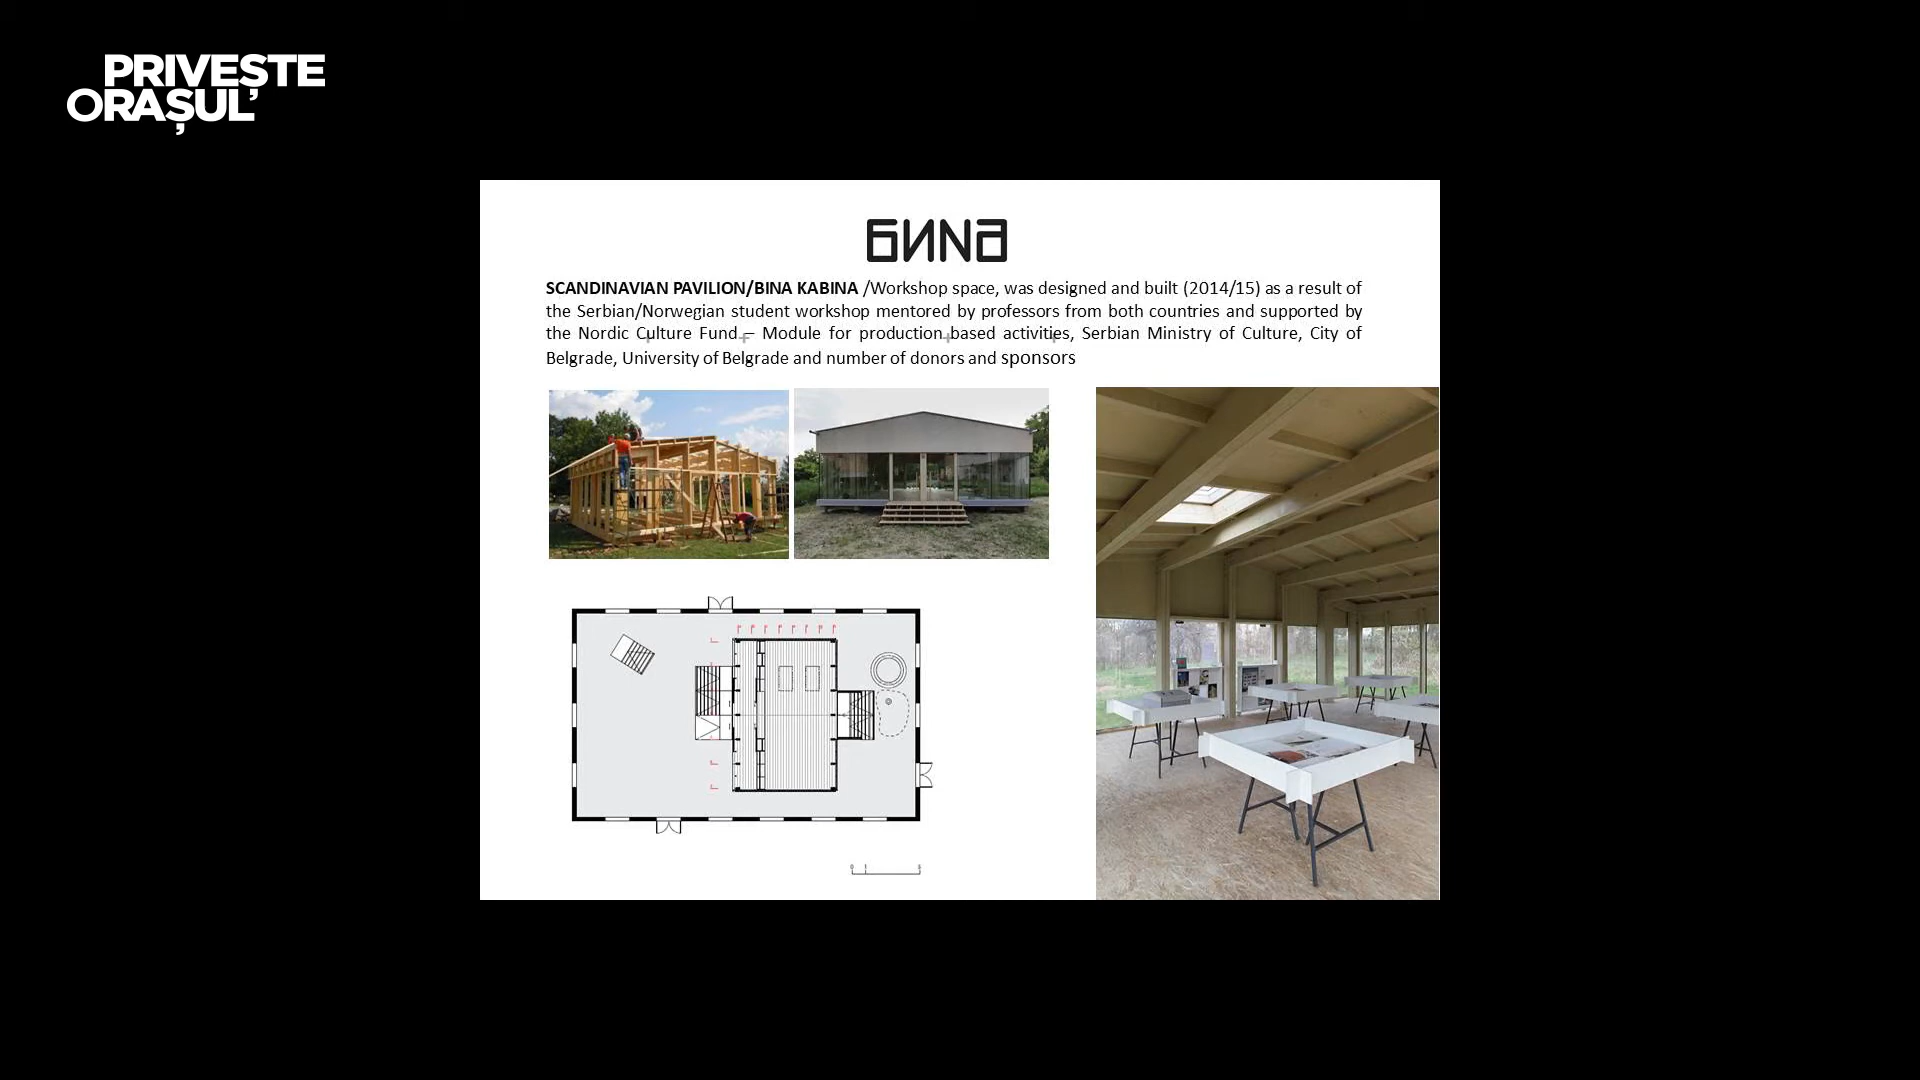 PRIVEȘTE
ORAȘUL
БИNA
SCANDINAVIAN PAVILION/BINA KABINA /Workshop space, was designed and built (2014/15) as a result of
the Serbian/Norwegian student workshop mentored by professors from both countries and supported by
the Nordic Culture Fund – Module for production based activities, Serbian Ministry of Culture, City of
Belgrade, University of Belgrade and number of donors and sponsors